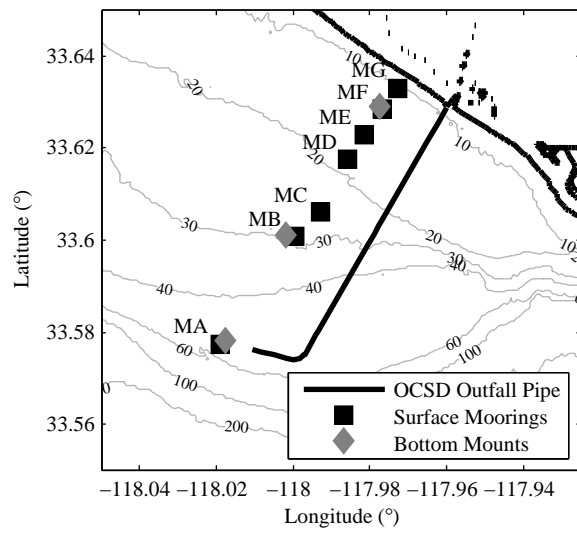 33.64
33.62
33.6
33.58
33.56
Latitude (°)
−118.04
−118.02
−118
−117.98
−117.96
−117.94
Longitude (°)
MG
MF
ME
MD
MC
MB
MA
10
10
10
20
20
20
20
30
30
30
40
40
40
60
60
100
100
200
OCSD Outfall Pipe
Surface Moorings
Bottom Mounts